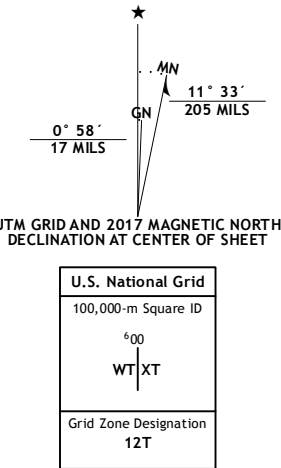 MN
11° 33´
205 MILS
GN
0° 58´
17 MILS
UTM GRID AND 2017 MAGNETIC NORTH
DECLINATION AT CENTER OF SHEET
U.S. National Grid
100,000-m Square ID
⁶00
WT XT
Grid Zone Designation
12T